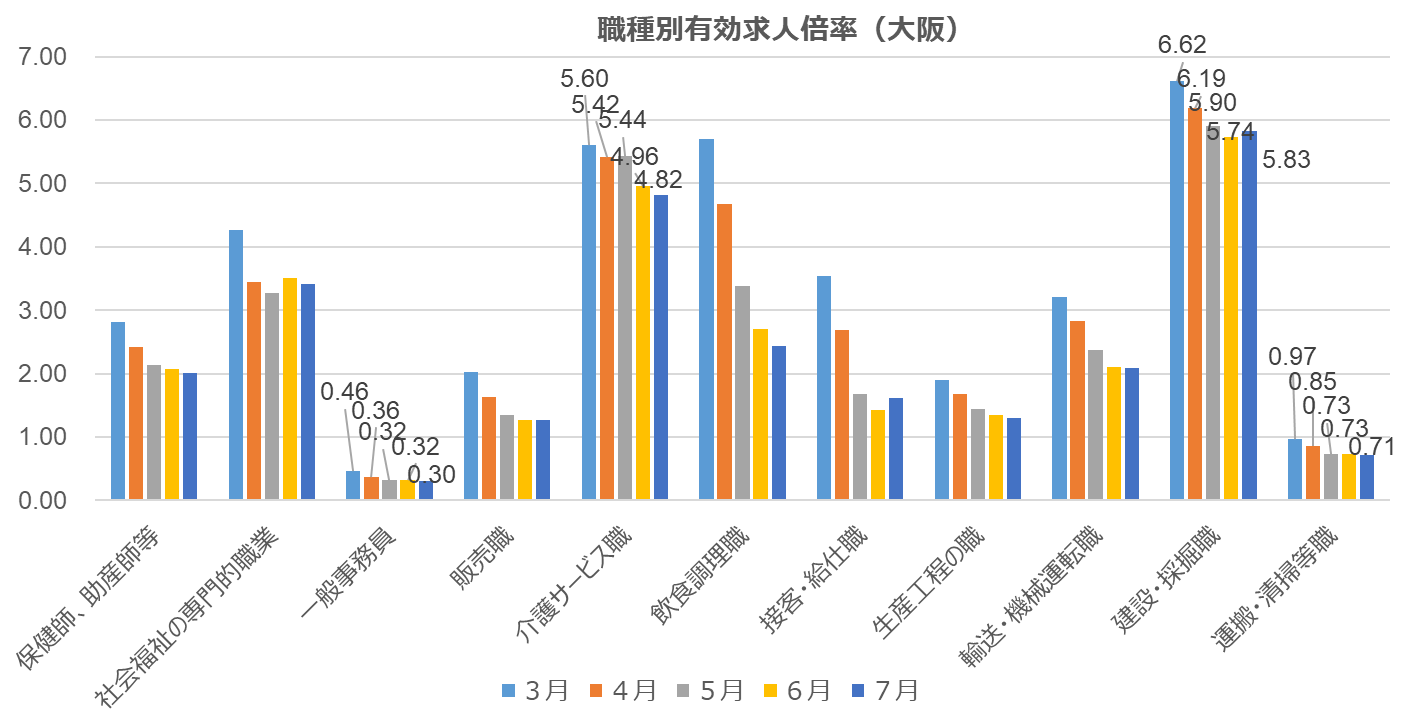 職種別有効求人倍率（大阪）
7.00
6.00
5.00
4.00
3.00
2.00
1.00
0.00
0.46
0.36
0.32
0.32
0.30
5.60
5.42
5.44
4.96
4.82
6.62
6.19
5.90
5.74
5.83
0.97
0.85
0.73
0.73
0.71
保健師、助産師等
社会福祉の専門的職業
一般事務員
販売職
介護サービス職
飲食調理職
接客・給仕職
生産工程の職
輸送・機械運転職
建設・採掘職
運搬・清掃等職
３月 ４月 ５月 ６月 ７月